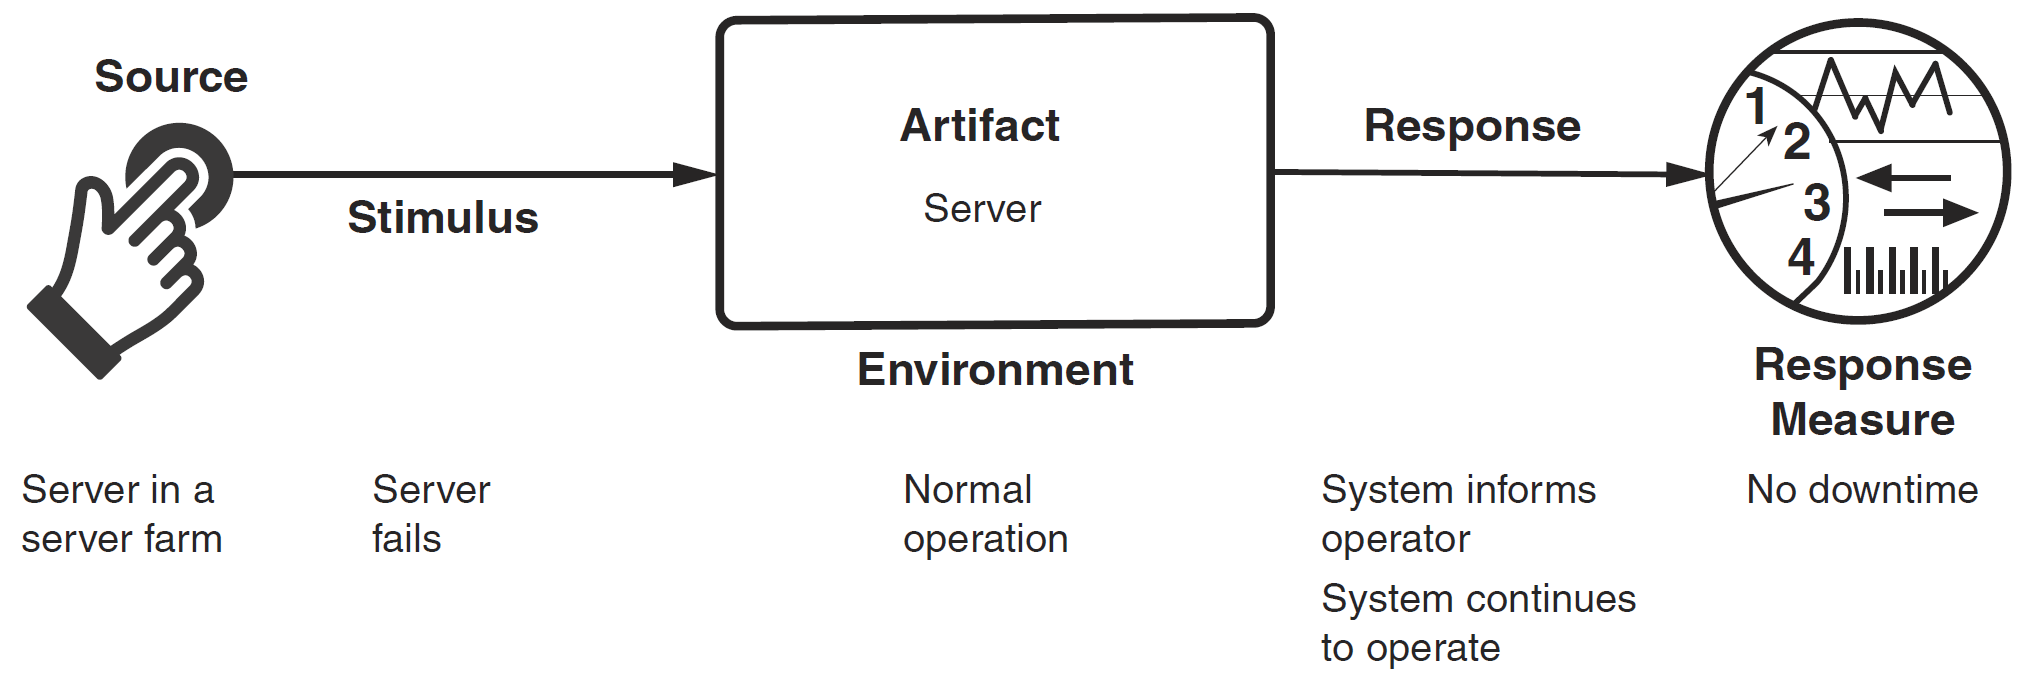 Source
Stimulus
Artifact
Server
Environment
Response
1
2
3
4
Response
Measure
Server in a
server farm
Server
fails
Normal
operation
System informs
operator
System continues
to operate
No downtime